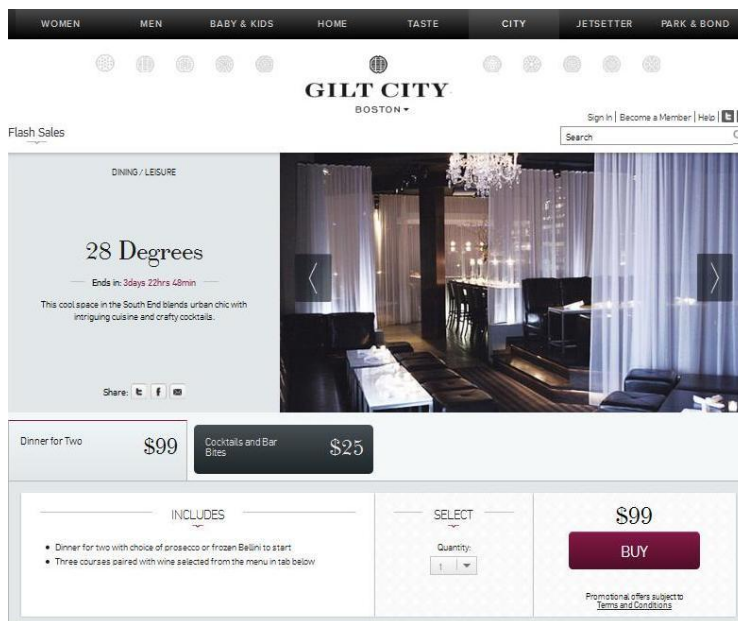 WOMEN MEN BABY & KIDS HOME TASTE CITY JETSETTER PARK & BOND
GILT CITY
BOSTON
Sign In | Become a Member | Help |
Flash Sales
Search
DINING / LEISURE
28 Degrees
Ends in: 3days 22hrs 48min
This cool space in the South End blends urban chic with
intriguing cuisine and crafty cocktails.
Share:
Dinner for Two $99
Cocktails and Bar
Bites $25
INCLUDES
• Dinner for two with choice of prosecco or frozen Bellini to start
• Three courses paired with wine selected from the menu in tab below
SELECT
Quantity:
1
$99
BUY
Promotional offers subject to
Terms and Conditions